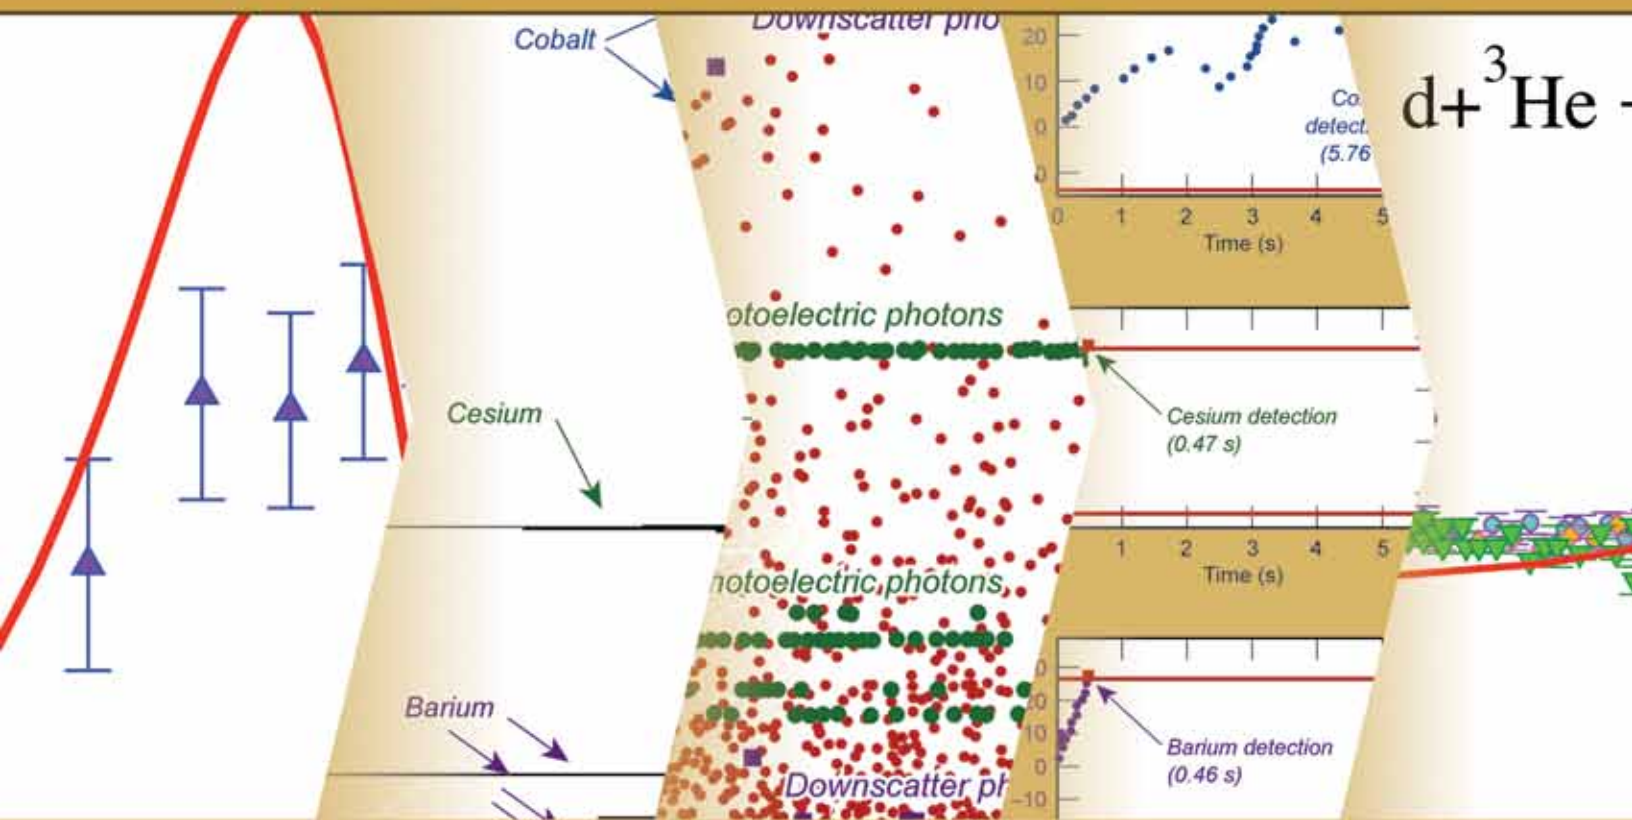 Cobalt
Downscatter pho
20
10
0
0
Co
detect
(5.76
0 1 2 3 4 5
Time (s)
d+³He
otoelectric photons
Cesium
Cesium detection
(0.47 s)
1 2 3 4 5
Time (s)
hotoelectric photons
Barium
0
20
10
0
-10
Barium detection
(0.46 s)
Downscatter ph